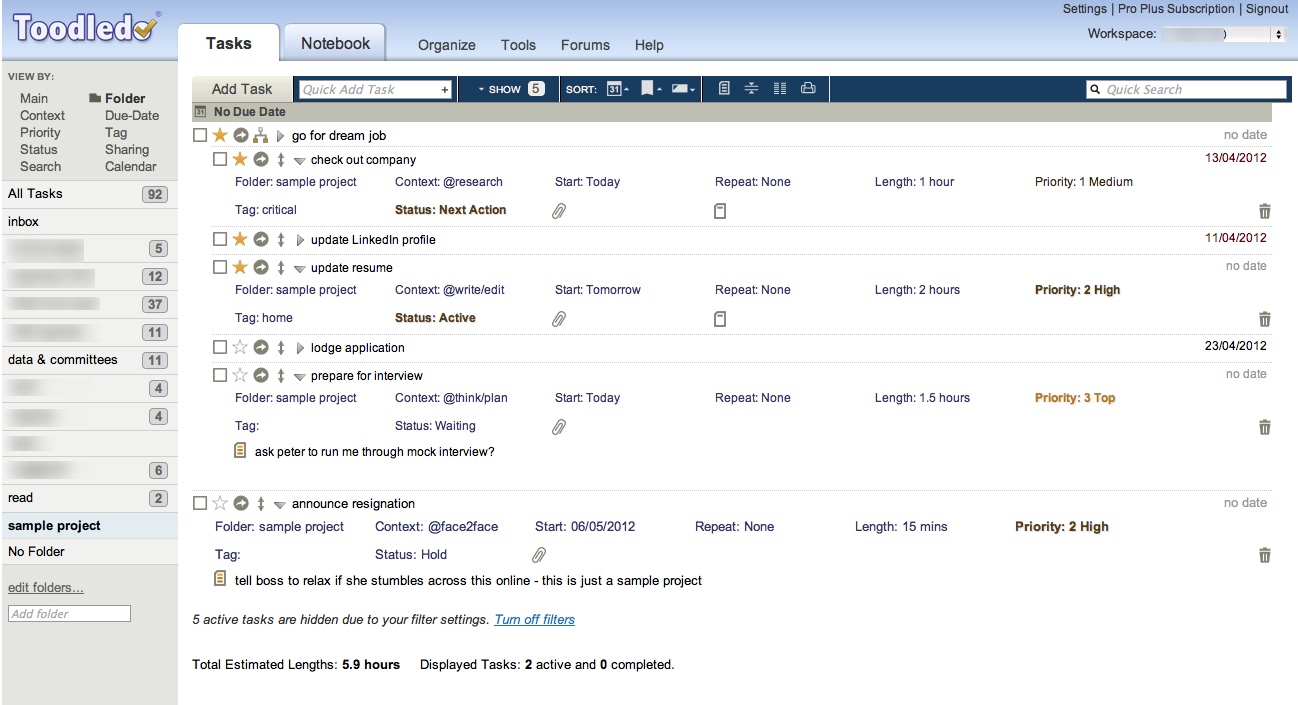 Settings | Pro Plus Subscription | Signout
Toodledo®
Tasks
Notebook
Organize
Tools
Forums
Help
Workspace: )
VIEW BY:
Main
Folder
Context
Due-Date
Priority
Tag
Status
Sharing
Search
Calendar
All Tasks 92
inbox
5
12
37
11
data & committees 11
4
4
6
read 2
sample project
No Folder
edit folders...
Add folder
Add Task
Quick Add Task +
SHOW 5
SORT: 31
Quick Search
31 No Due Date
go for dream job no date
check out company 13/04/2012
Folder: sample project Context: @research Start: Today Repeat: None Length: 1 hour Priority: 1 Medium
Tag: critical Status: Next Action
update LinkedIn profile 11/04/2012
update resume no date
Folder: sample project Context: @write/edit Start: Tomorrow Repeat: None Length: 2 hours Priority: 2 High
Tag: home Status: Active
lodge application 23/04/2012
prepare for interview no date
Folder: sample project Context: @think/plan Start: Today Repeat: None Length: 1.5 hours Priority: 3 Top
Tag: Status: Waiting
ask peter to run me through mock interview?
announce resignation no date
Folder: sample project Context: @face2face Start: 06/05/2012 Repeat: None Length: 15 mins Priority: 2 High
Tag: Status: Hold
tell boss to relax if she stumbles across this online - this is just a sample project
5 active tasks are hidden due to your filter settings. Turn off filters
Total Estimated Lengths: 5.9 hours Displayed Tasks: 2 active and 0 completed.